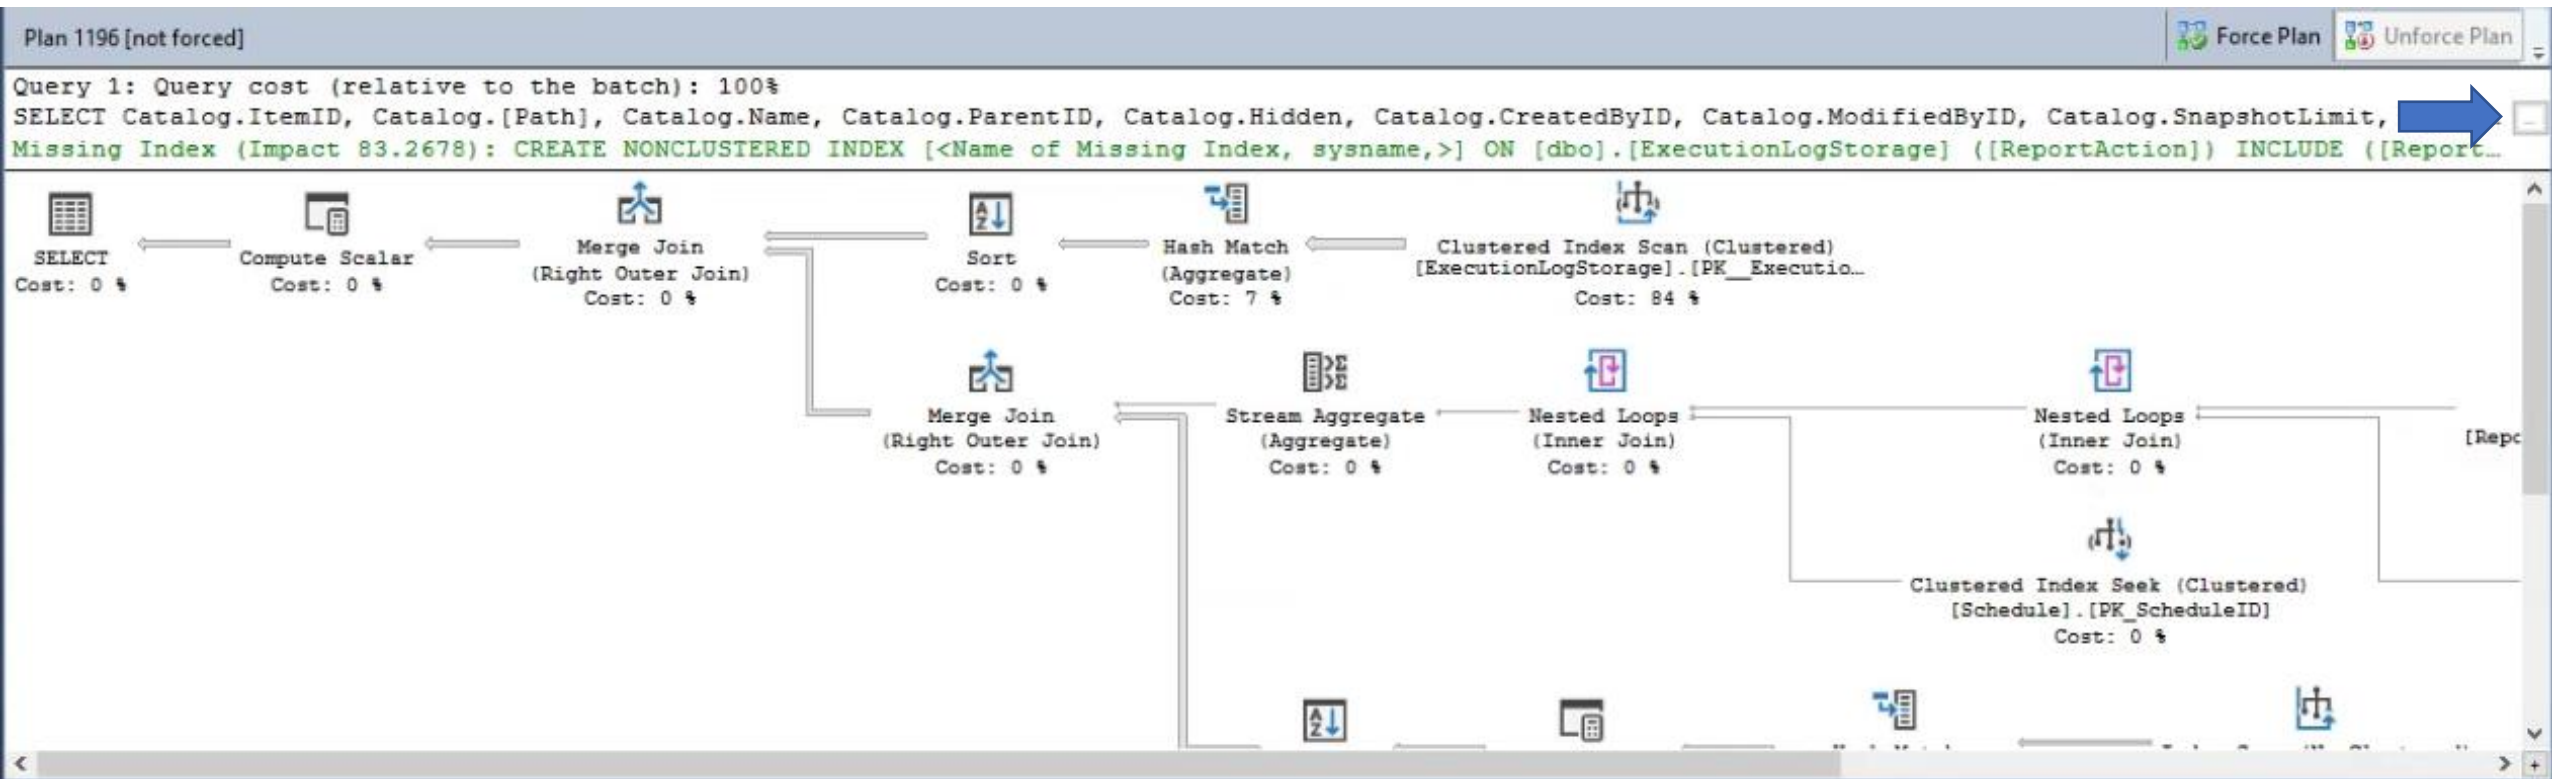 Plan 1196 [not forced]
Force Plan
Unforce Plan
Query 1: Query cost (relative to the batch): 100%
SELECT Catalog.ItemID, Catalog.[Path], Catalog.Name, Catalog.ParentID, Catalog.Hidden, Catalog.CreatedByID, Catalog.ModifiedByID, Catalog.SnapshotLimit,
...
Missing Index (Impact 83.2678): CREATE NONCLUSTERED INDEX [<Name of Missing Index, sysname,>] ON [dbo].[ExecutionLogStorage] ([ReportAction]) INCLUDE ([Report…
SELECT
Cost: 0 %
Compute Scalar
Cost: 0 %
Merge Join
(Right Outer Join)
Cost: 0 %
Sort
Cost: 0 %
Hash Match
(Aggregate)
Cost: 7 %
Clustered Index Scan (Clustered)
[ExecutionLogStorage].[PK__Executio…
Cost: 84 %
Merge Join
(Right Outer Join)
Cost: 0 %
Stream Aggregate
(Aggregate)
Cost: 0 %
Nested Loops
(Inner Join)
Cost: 0 %
Nested Loops
(Inner Join)
Cost: 0 %
[Repo
Clustered Index Seek (Clustered)
[Schedule].[PK_ScheduleID]
Cost: 0 %